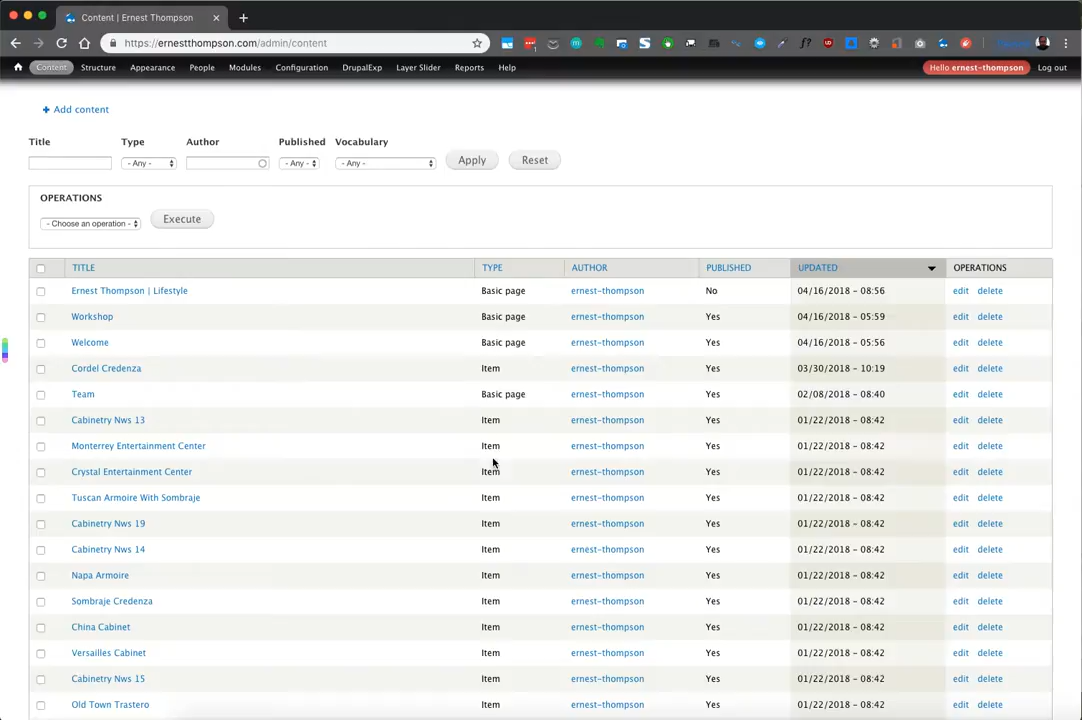 Content | Ernest Thompson
https://ernestthompson.com/admin/content
Content Structure Appearance People Modules Configuration DrupalExp Layer Slider Reports Help Hello ernest-thompson Log out
+ Add content
Title Type Author Published Vocabulary
- Any - - Any - - Any - Apply Reset
OPERATIONS
- Choose an operation - Execute
TITLE TYPE AUTHOR PUBLISHED UPDATED OPERATIONS
Ernest Thompson | Lifestyle Basic page ernest-thompson No 04/16/2018 - 08:56 edit delete
Workshop Basic page ernest-thompson Yes 04/16/2018 - 05:59 edit delete
Welcome Basic page ernest-thompson Yes 04/16/2018 - 05:56 edit delete
Cordel Credenza Item ernest-thompson Yes 03/30/2018 - 10:19 edit delete
Team Basic page ernest-thompson Yes 02/08/2018 - 08:40 edit delete
Cabinetry Nws 13 Item ernest-thompson Yes 01/22/2018 - 08:42 edit delete
Monterrey Entertainment Center Item ernest-thompson Yes 01/22/2018 - 08:42 edit delete
Crystal Entertainment Center Item ernest-thompson Yes 01/22/2018 - 08:42 edit delete
Tuscan Armoire With Sombraje Item ernest-thompson Yes 01/22/2018 - 08:42 edit delete
Cabinetry Nws 19 Item ernest-thompson Yes 01/22/2018 - 08:42 edit delete
Cabinetry Nws 14 Item ernest-thompson Yes 01/22/2018 - 08:42 edit delete
Napa Armoire Item ernest-thompson Yes 01/22/2018 - 08:42 edit delete
Sombraje Credenza Item ernest-thompson Yes 01/22/2018 - 08:42 edit delete
China Cabinet Item ernest-thompson Yes 01/22/2018 - 08:42 edit delete
Versailles Cabinet Item ernest-thompson Yes 01/22/2018 - 08:42 edit delete
Cabinetry Nws 15 Item ernest-thompson Yes 01/22/2018 - 08:42 edit delete
Old Town Trastero Item ernest-thompson Yes 01/22/2018 - 08:42 edit delete